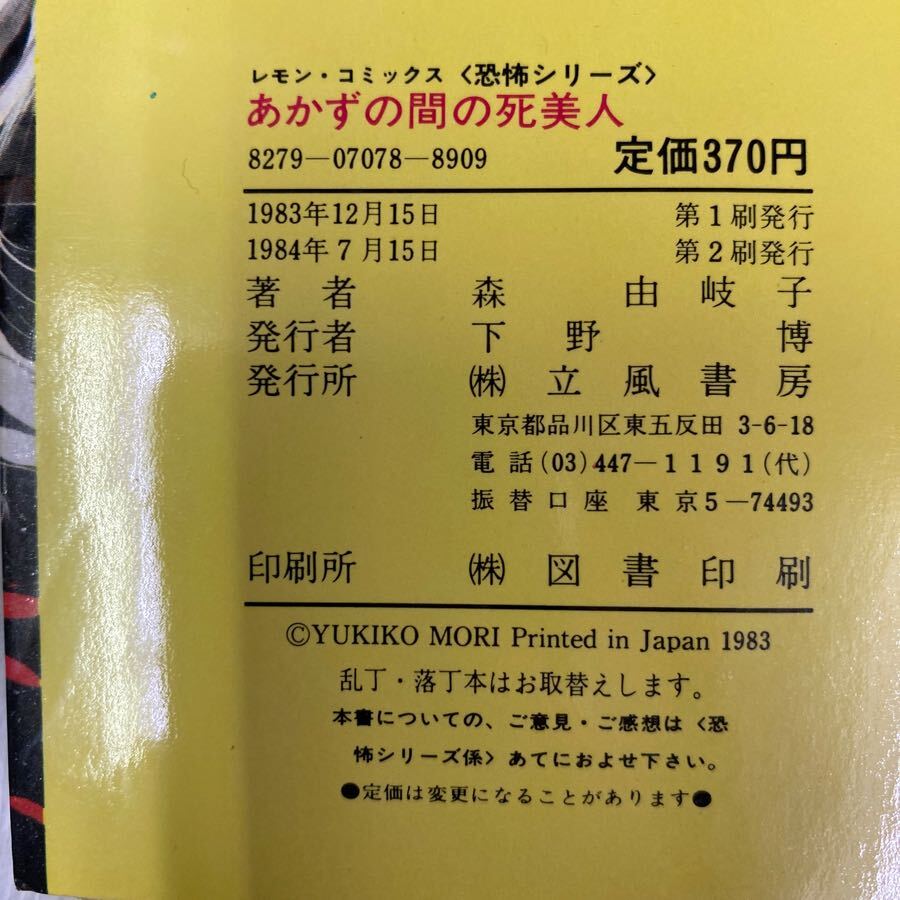 レモン・コミックス〈恐怖シリーズ〉
あかずの間の死美人
8279―07078―8909 定価370円
1983年12月15日 第1刷発行
1984年7月15日 第2刷発行
著者 森由岐子
発行者 下野博
発行所 ㈱立風書房
東京都品川区東五反田 3-6-18
電話(03)447―1191(代)
振替口座 東京5―74493
印刷所 ㈱図書印刷
©YUKIKO MORI Printed in Japan 1983
乱丁・落丁本はお取替えします。
本書についての、ご意見・ご感想は〈恐
怖シリーズ係〉あてにおよせ下さい。
●定価は変更になることがあります●